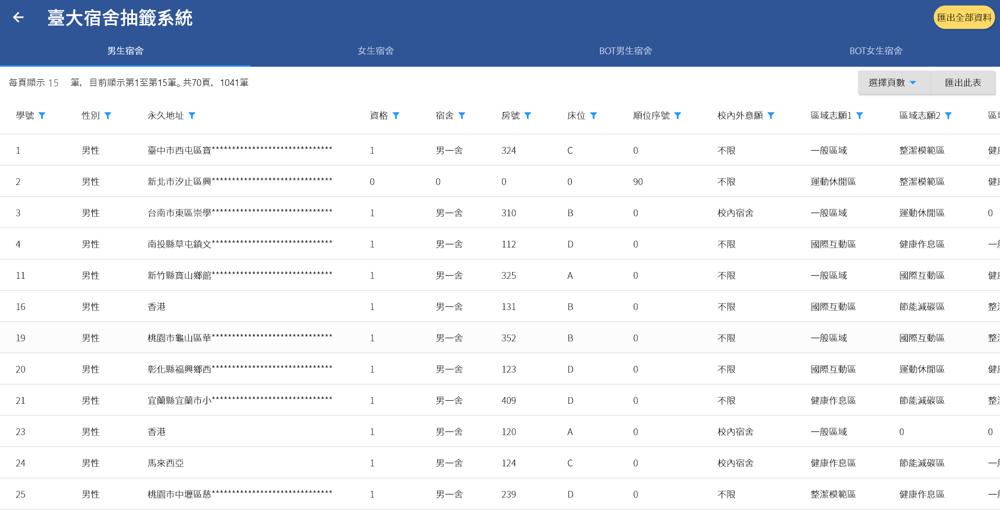 臺大宿舍抽籤系統
匯出全部資料
男生宿舍 女生宿舍 BOT男生宿舍 BOT女生宿舍
每頁顯示 15 筆，目前顯示第1至第15筆。共70頁，1041筆
選擇頁數 匯出此表
學號 性別 永久地址 資格 宿舍 房號 床位 順位序號 校內外意願 區域志願1 區域志願2
1 男性 臺中市西屯區寶****************************** 1 男一舍 324 C 0 不限 一般區域 整潔模範區
2 男性 新北市汐止區興****************************** 0 0 0 0 90 不限 運動休閒區 整潔模範區
3 男性 台南市東區崇學****************************** 1 男一舍 310 B 0 校內宿舍 一般區域 運動休閒區 0
4 男性 南投縣草屯鎮文****************************** 1 男一舍 112 D 0 不限 國際互動區 健康作息區
11 男性 新竹縣寶山鄉館****************************** 1 男一舍 325 A 0 不限 一般區域 國際互動區
16 男性 香港 1 男一舍 131 B 0 不限 國際互動區 節能減碳區
19 男性 桃園市龜山區華****************************** 1 男一舍 352 B 0 不限 一般區域 國際互動區
20 男性 彰化縣福興鄉西****************************** 1 男一舍 123 D 0 不限 國際互動區 運動休閒區
21 男性 宜蘭縣宜蘭市小****************************** 1 男一舍 409 D 0 不限 健康作息區 節能減碳區
23 男性 香港 1 男一舍 120 A 0 校內宿舍 一般區域 0 0
24 男性 馬來西亞 1 男一舍 124 C 0 校內宿舍 健康作息區 節能減碳區
25 男性 桃園市中壢區慈****************************** 1 男一舍 239 D 0 不限 整潔模範區 健康作息區